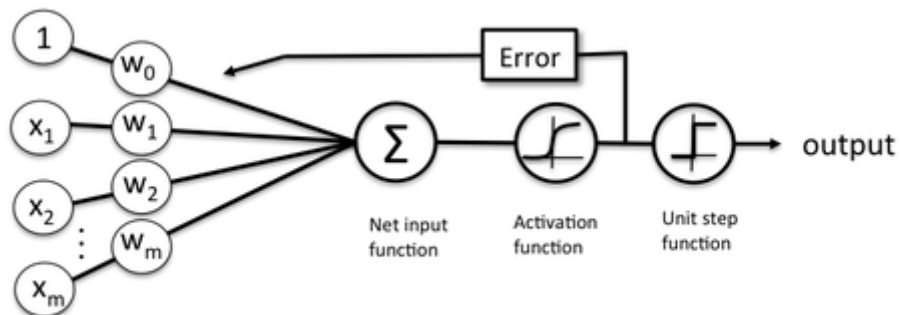 1
w0
Error
x1
w1
Σ
output
x2
w2
Net input
function
Activation
function
Unit step
function
wm
xm